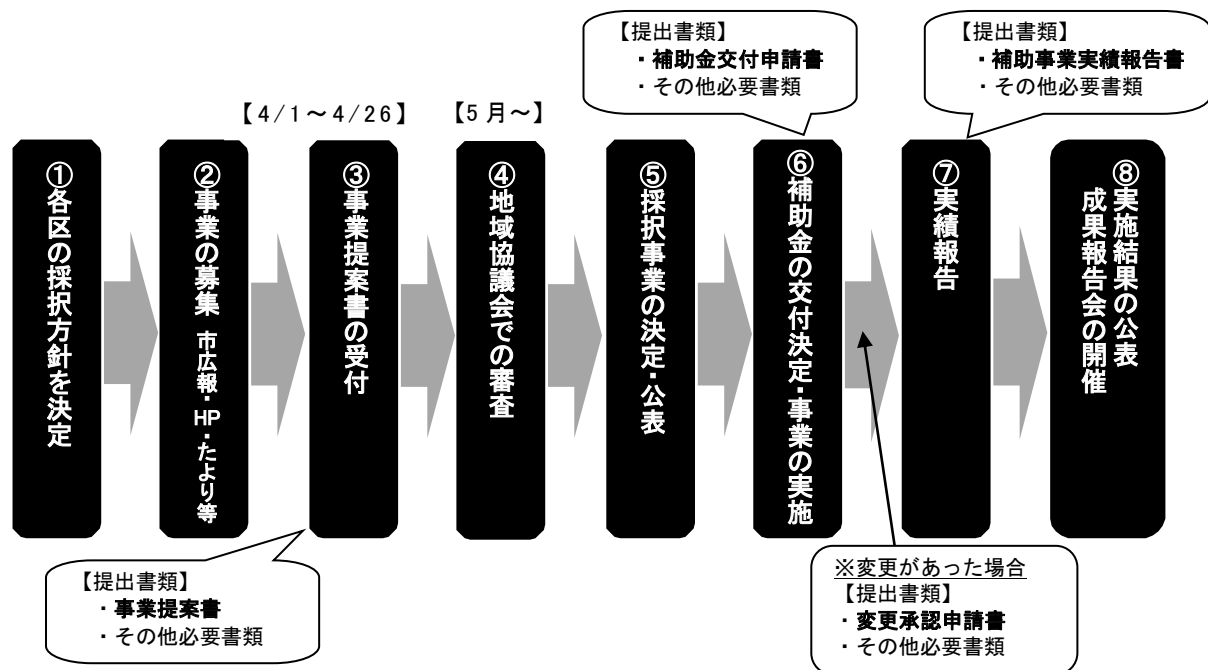 【提出書類】
・補助金交付申請書
・その他必要書類
【提出書類】
・補助事業実績報告書
・その他必要書類
【4/1～4/26】
【5月～】
①各区の採択方針を決定
②事業の募集 市広報・HP・たより等
③事業提案書の受付
④地域協議会での審査
⑤採択事業の決定・公表
⑥補助金の交付決定・事業の実施
⑦実績報告
⑧実施結果の公表
成果報告会の開催
【提出書類】
・事業提案書
・その他必要書類
※変更があった場合
【提出書類】
・変更承認申請書
・その他必要書類